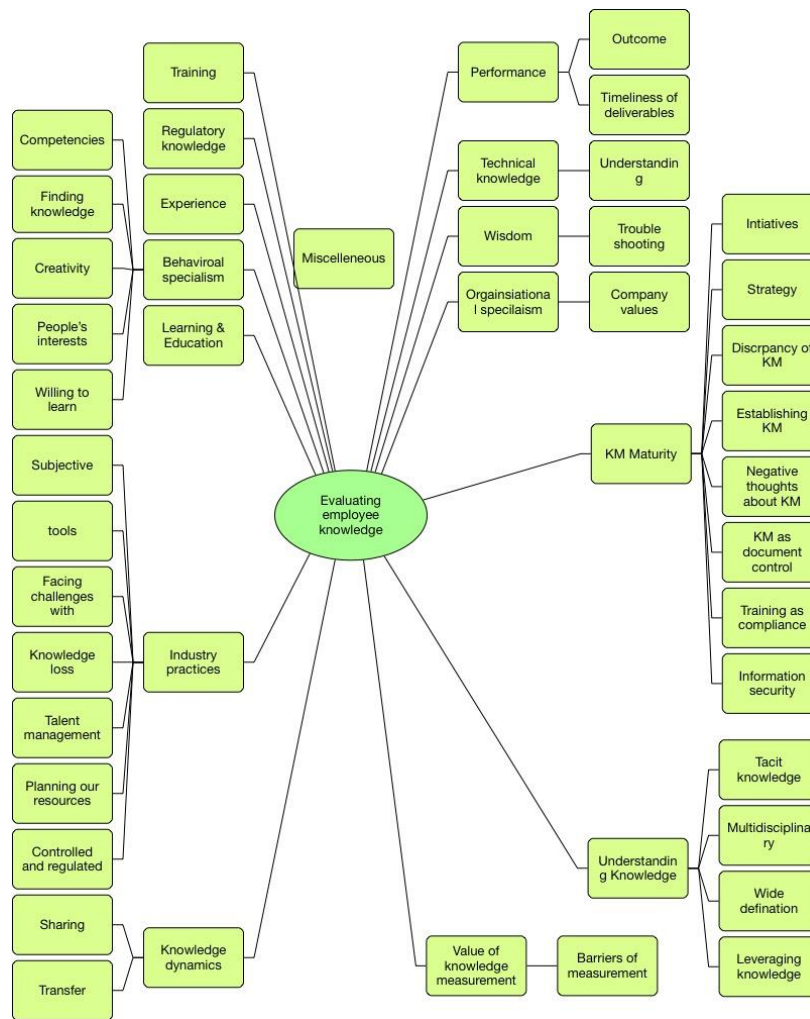 Outcome
Training
Performance
Timeliness of
deliverables
Competencies
Regulatory
knowledge
Technical
knowledge
Understandin
g
Finding
knowledge
Experience
Intiatives
Wisdom
Trouble
shooting
Miscelleneous
Creativity
Behaviroal
specialism
Strategy
Orgainsiationa
l specilaism
Company
values
People's
interests
Learning &
Education
Discrpancy of
KM
Willing to
learn
Establishing
KM
KM Maturity
Subjective
Negative
thoughts
about KM
Evaluating
employee
knowledge
tools
KM as
document
control
Facing
challenges
with
Training as
compliance
Knowledge
loss
Industry
practices
Information
security
Talent
management
Tacit
knowledge
Planning our
resources
Multidisciplina
ry
Controlled
and regulated
Understandin
g Knowledge
Wide
defination
Sharing
Knowledge
dynamics
Value of
knowledge
measurement
Barriers of
measurement
Leveraging
knowledge
Transfer